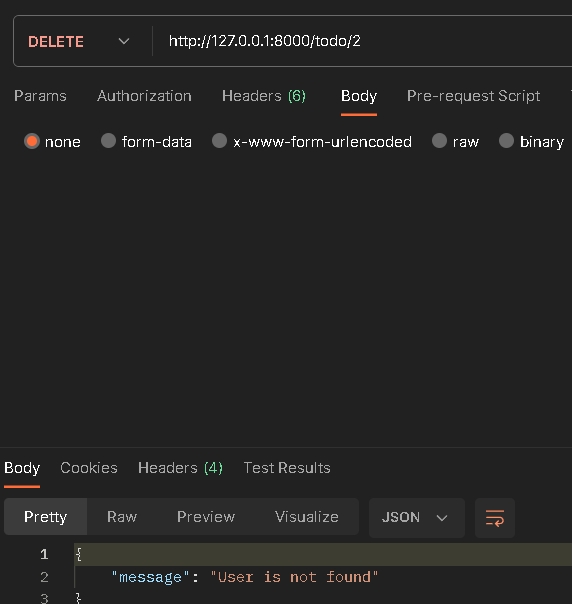 DELETE http://127.0.0.1:8000/todo/2
Params Authorization Headers (6) Body Pre-request Script
none form-data x-www-form-urlencoded raw binary
Body Cookies Headers (4) Test Results
Pretty Raw Preview Visualize JSON
1 {
2 "message": "User is not found"
3 }